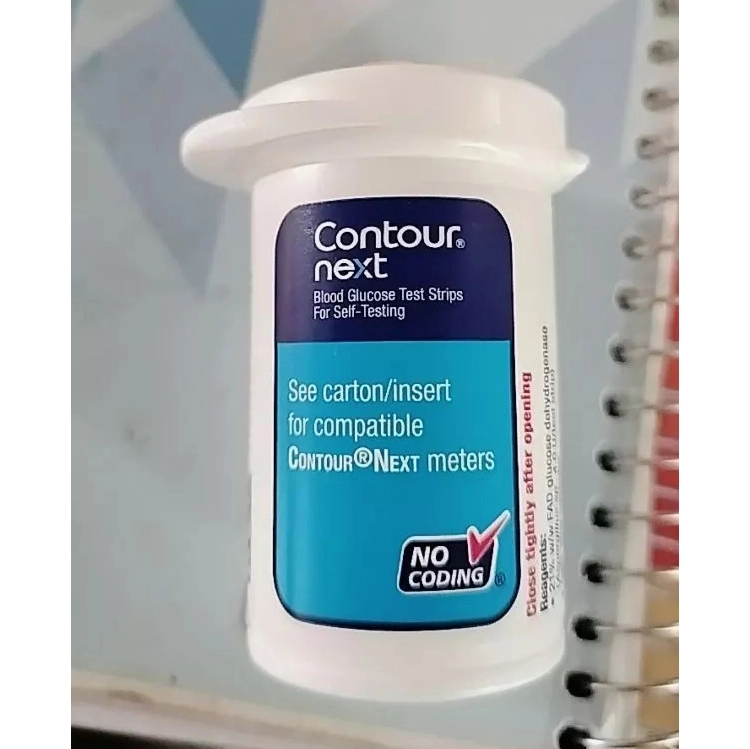 Contour®
next
Blood Glucose Test Strips
For Self-Testing
See carton/insert
for compatible
CONTOUR®NEXT meters
NO
CODING®
Close tightly after opening
Reagents:
• 21% w/w FAD glucose dehydrogenase